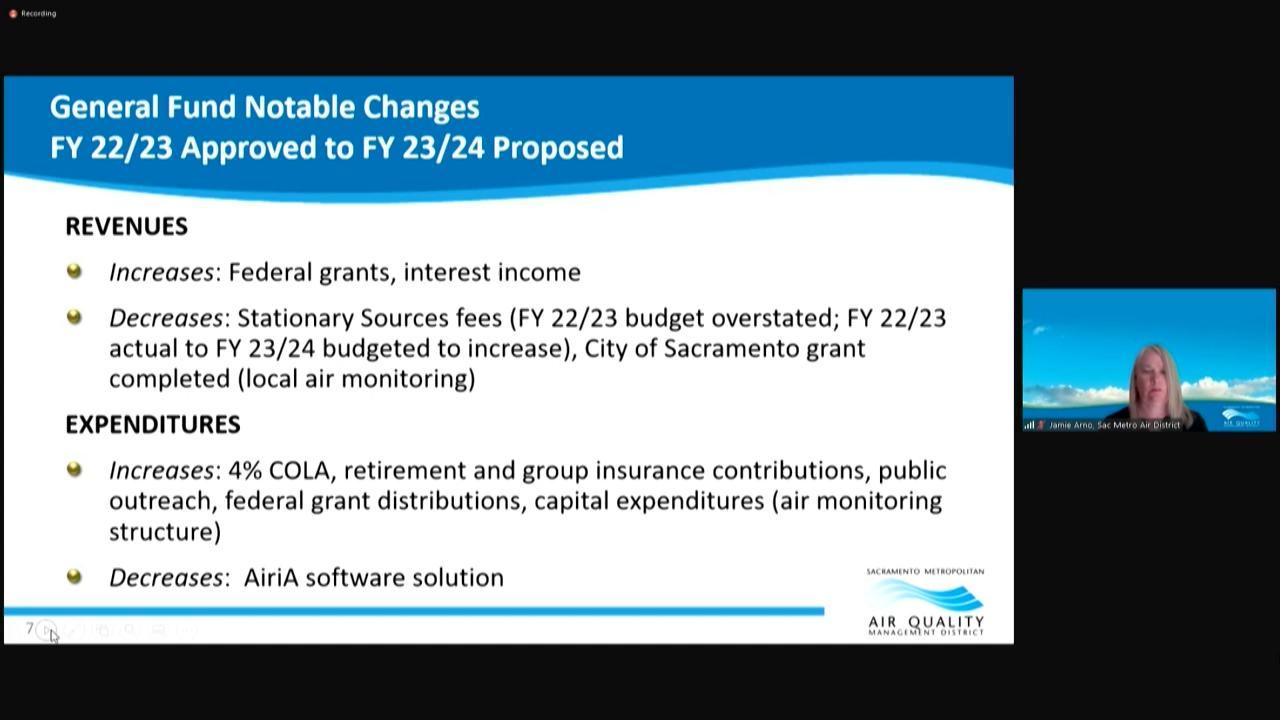 Recording
General Fund Notable Changes
FY 22/23 Approved to FY 23/24 Proposed
REVENUES
Increases: Federal grants, interest income
Decreases: Stationary Sources fees (FY 22/23 budget overstated; FY 22/23
actual to FY 23/24 budgeted to increase), City of Sacramento grant
completed (local air monitoring)
EXPENDITURES
Increases: 4% COLA, retirement and group insurance contributions, public
outreach, federal grant distributions, capital expenditures (air monitoring
structure)
Decreases: AiriA software solution
7
SACRAMENTO METROPOLITAN
AIR QUALITY
MANAGEMENT DISTRICT
Jamie Arno, Sac Metro Air District
AIR QUALITY